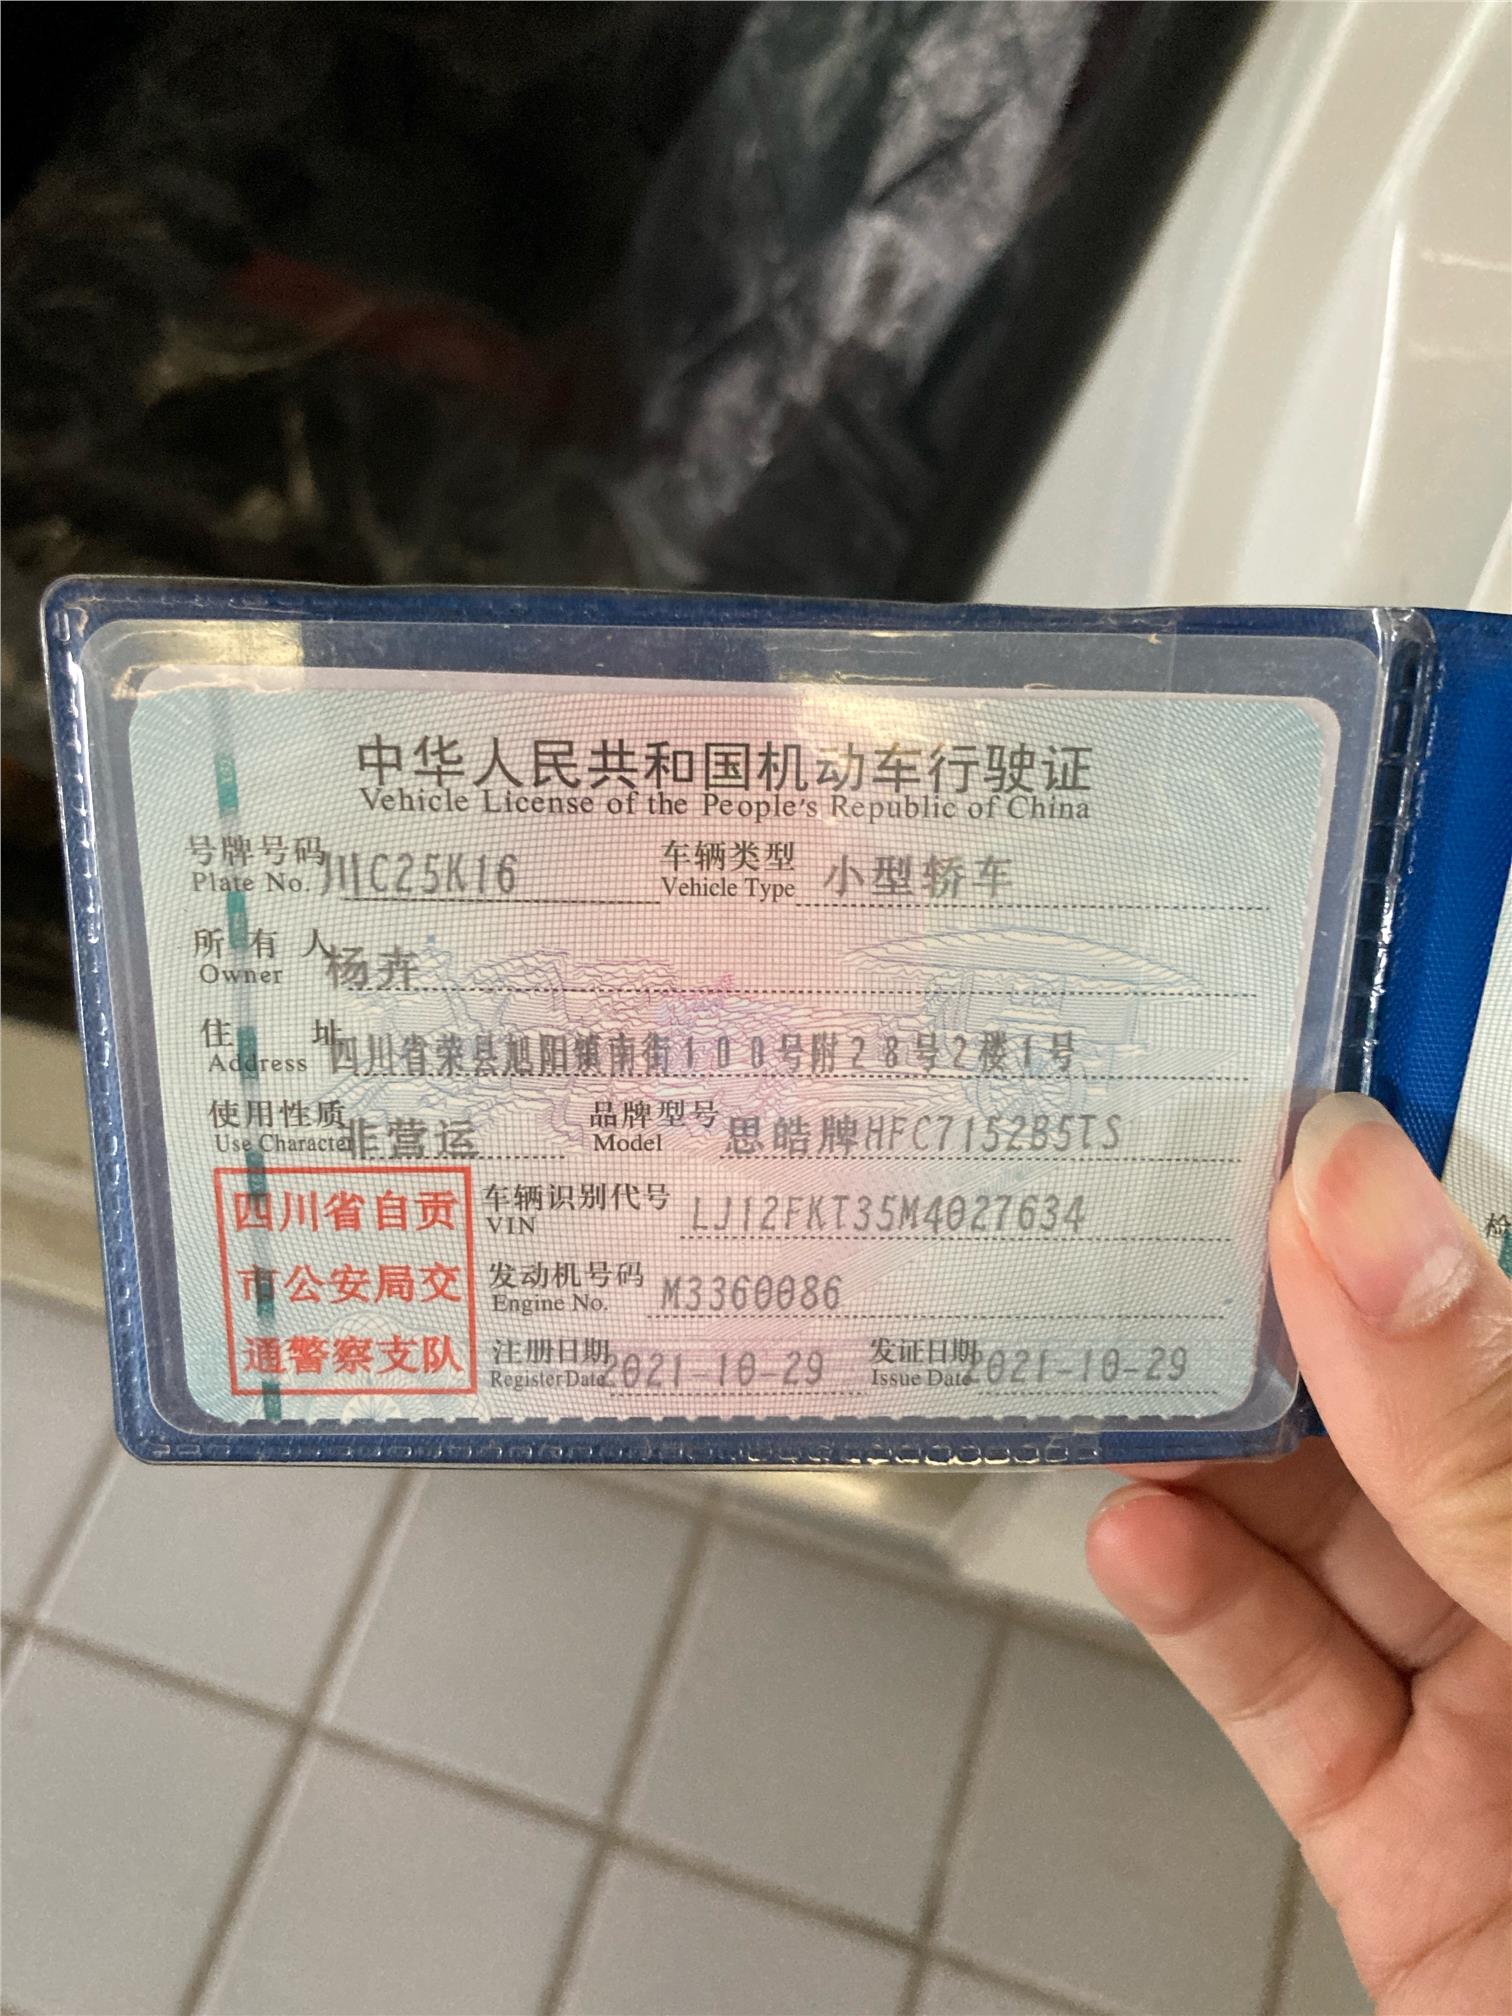 中华人民共和国机动车行驶证
Vehicle License of the People's Republic of China
号牌号码 川C25K16 车辆类型 小型轿车
Plate No. Vehicle Type
所有人 杨卉
Owner
住址 四川省荣县旭阳镇南街100号附28号2楼1号
Address
使用性质 非营运 品牌型号 思皓牌HFC7152B5TS
Use Character Model
四川省自贡
市公安局交
通警察支队
车辆识别代号 LJ12FKT35M4027634
VIN
发动机号码 M3360086
Engine No.
注册日期 2021-10-29 发证日期 2021-10-29
Register Date Issue Date
检